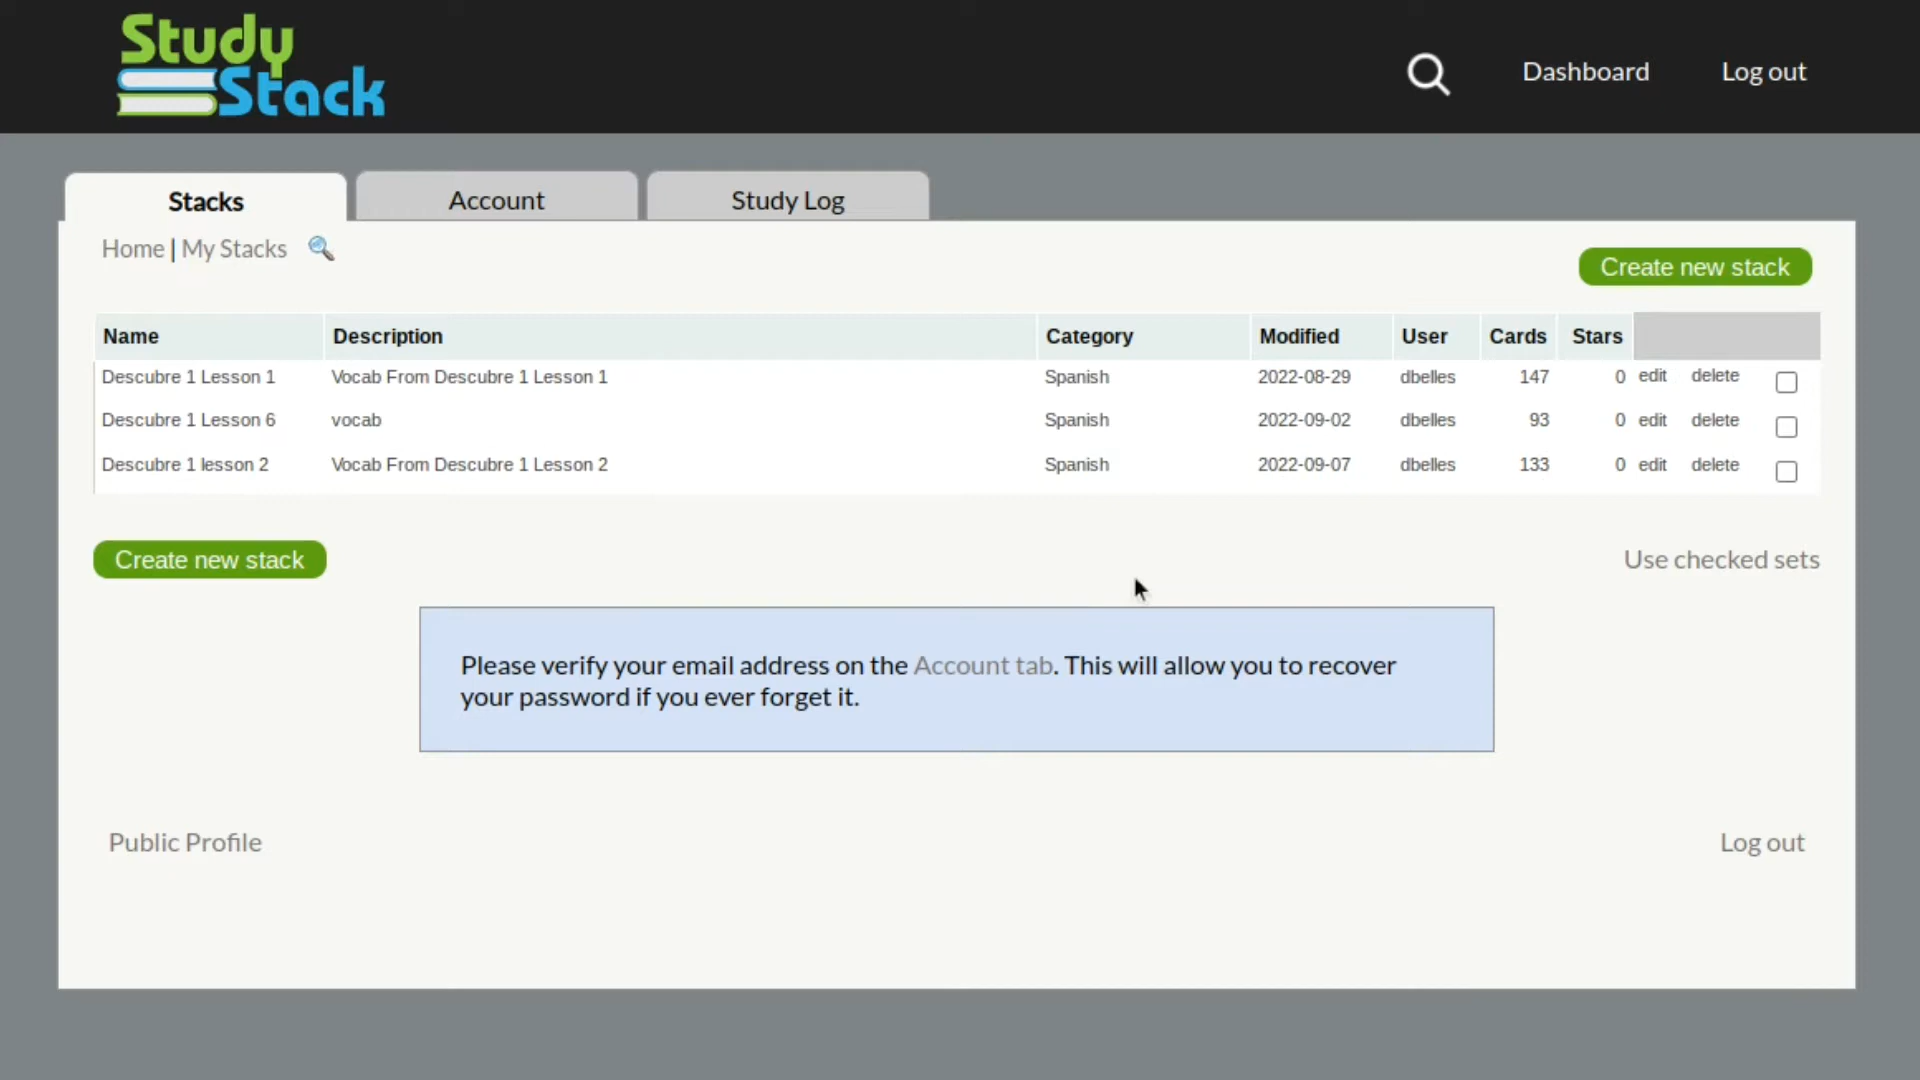 Study
Stack
Dashboard
Log out
Stacks
Account
Study Log
Home | My Stacks
Create new stack
Name Description Category Modified User Cards Stars
Descubre 1 Lesson 1 Vocab From Descubre 1 Lesson 1 Spanish 2022-08-29 dbelles 147 0 edit delete
Descubre 1 Lesson 6 vocab Spanish 2022-09-02 dbelles 93 0 edit delete
Descubre 1 lesson 2 Vocab From Descubre 1 Lesson 2 Spanish 2022-09-07 dbelles 133 0 edit delete
Create new stack
Use checked sets
Please verify your email address on the Account tab. This will allow you to recover
your password if you ever forget it.
Public Profile
Log out